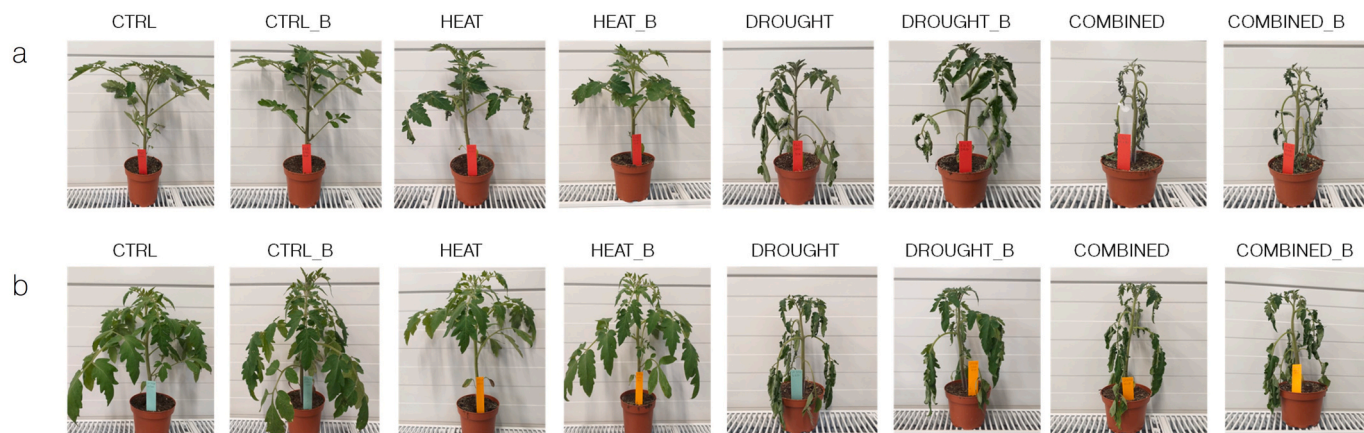 CTRL CTRL_B HEAT HEAT_B DROUGHT DROUGHT_B COMBINED COMBINED_B
a
CTRL CTRL_B HEAT HEAT_B DROUGHT DROUGHT_B COMBINED COMBINED_B
b